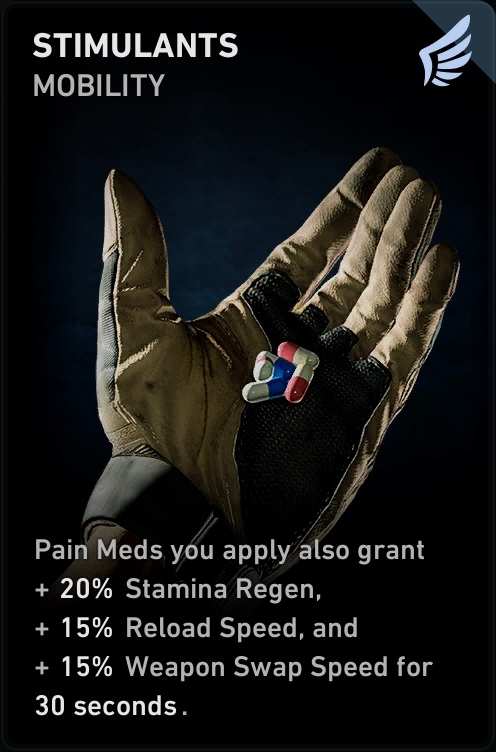 STIMULANTS
MOBILITY
Pain Meds you apply also grant
+ 20% Stamina Regen,
+ 15% Reload Speed, and
+ 15% Weapon Swap Speed for
30 seconds.